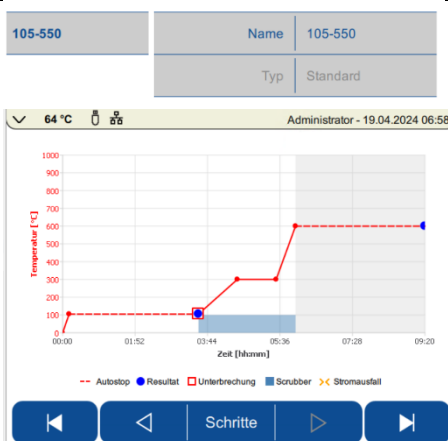 105-550
Name 105-550
Typ Standard
64 °C Administrator - 19.04.2024 06:58
1000
900
800
700
600
500
400
300
200
100
0
Temperatur [°C]
00:00 01:52 03:44 05:36 07:28 09:20
Zeit [hh:mm]
Autostop Resultat Unterbrechung Scrubber Stromausfall
Schritte